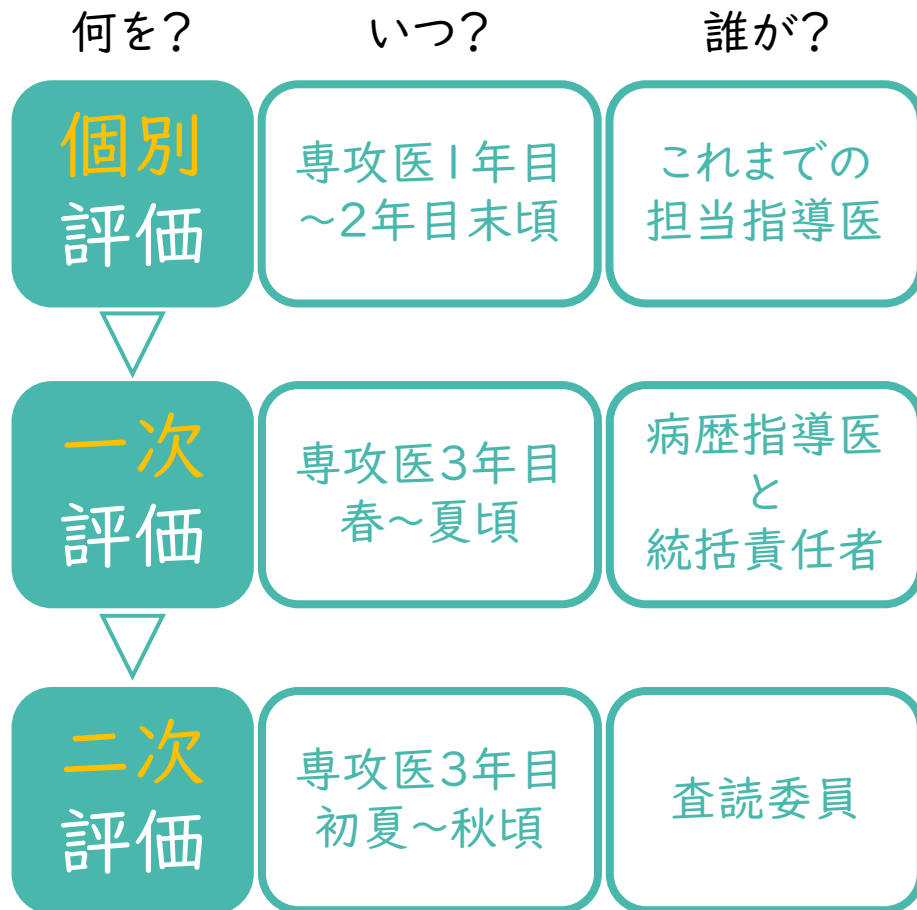 何を? いつ? 誰が?
個別
評価
専攻医1年目
～2年目末頃
これまでの
担当指導医
一次
評価
専攻医3年目
春～夏頃
病歴指導医
と
統括責任者
二次
評価
専攻医3年目
初夏～秋頃
査読委員